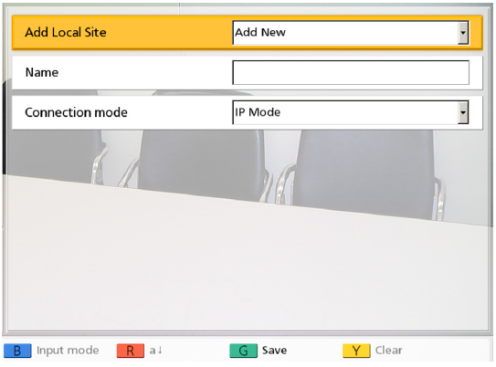 Add Local Site Add New
Name
Connection mode IP Mode
B Input mode R a↓ G Save Y Clear